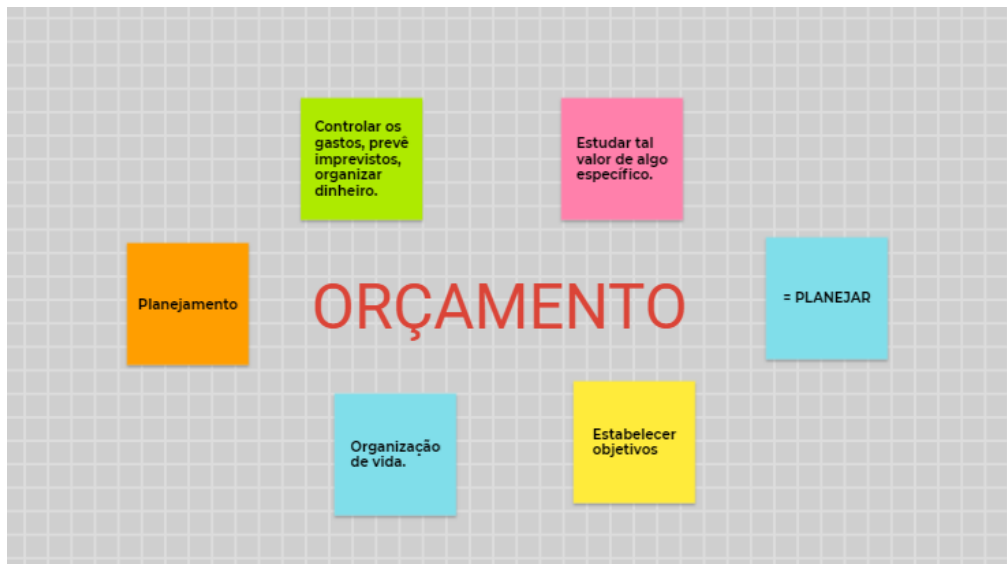 Controlar os
gastos, prevê
imprevistos,
organizar
dinheiro.
Estudar tal
valor de algo
específico.
Planejamento
ORÇAMENTO
= PLANEJAR
Organização
de vida.
Estabelecer
objetivos